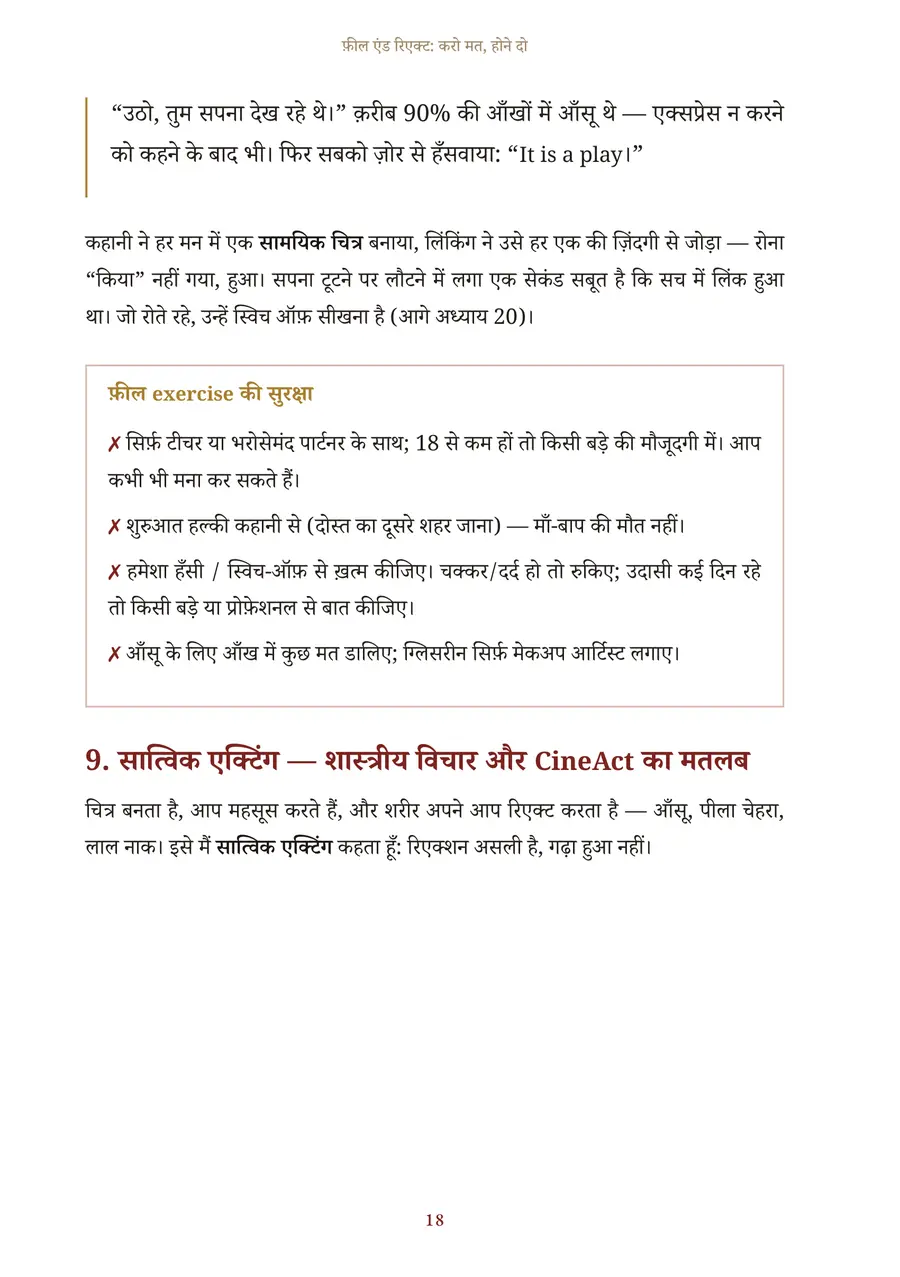 फ़ील एंड रिएक्ट: करो मत, होने दो
“उठो, तुम सपना देख रहे थे।” क़रीब 90% की आँखों में आँसू थे — एक्सप्रेस न करने
को कहने के बाद भी। फिर सबको ज़ोर से हँसवाया: “It is a play।”
कहानी ने हर मन में एक सामयिक चित्र बनाया, लिंकिंग ने उसे हर एक की ज़िंदगी से जोड़ा — रोना
“किया” नहीं गया, हुआ। सपना टूटने पर लौटने में लगा एक सेकंड सबूत है कि सच में लिंक हुआ
था। जो रोते रहे, उन्हें स्विच ऑफ़ सीखना है (आगे अध्याय 20)।
फ़ील exercise की सुरक्षा
✗ सिर्फ़ टीचर या भरोसेमंद पार्टनर के साथ; 18 से कम हों तो किसी बड़े की मौजूदगी में। आप
कभी भी मना कर सकते हैं।
✗ शुरुआत हल्की कहानी से (दोस्त का दूसरे शहर जाना) — माँ-बाप की मौत नहीं।
✗ हमेशा हँसी / स्विच-ऑफ़ से ख़त्म कीजिए। चक्कर/दर्द हो तो रुकिए; उदासी कई दिन रहे
तो किसी बड़े या प्रोफ़ेशनल से बात कीजिए।
✗ आँसू के लिए आँख में कुछ मत डालिए; ग्लिसरीन सिर्फ़ मेकअप आर्टिस्ट लगाए।
9. सात्विक एक्टिंग — शास्त्रीय विचार और CineAct का मतलब
चित्र बनता है, आप महसूस करते हैं, और शरीर अपने आप रिएक्ट करता है — आँसू, पीला चेहरा,
लाल नाक। इसे मैं सात्विक एक्टिंग कहता हूँ: रिएक्शन असली है, गढ़ा हुआ नहीं।
18